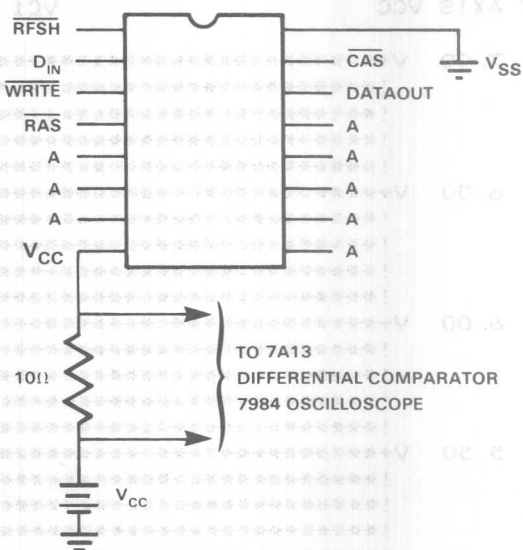 RFSH
D_IN
WRITE
RAS
A
A
A
V_CC
CAS
V_SS
DATAOUT
A
A
A
A
A
10Ω
TO 7A13
DIFFERENTIAL COMPARATOR
7984 OSCILLOSCOPE
V_CC